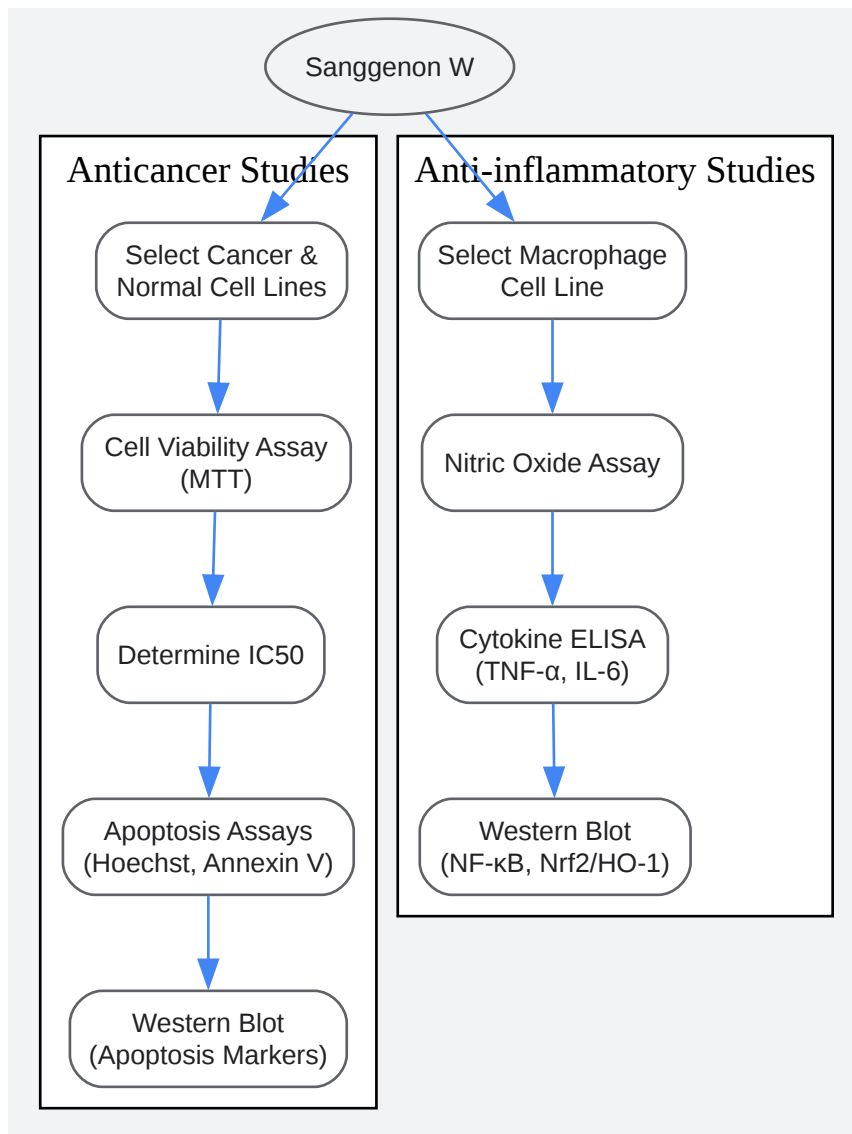 Sanggenon W
Anticancer Studies
Select Cancer &
Normal Cell Lines
Cell Viability Assay
(MTT)
Determine IC50
Apoptosis Assays
(Hoechst, Annexin V)
Western Blot
(Apoptosis Markers)
Anti-inflammatory Studies
Select Macrophage
Cell Line
Nitric Oxide Assay
Cytokine ELISA
(TNF-α, IL-6)
Western Blot
(NF-κB, Nrf2/HO-1)